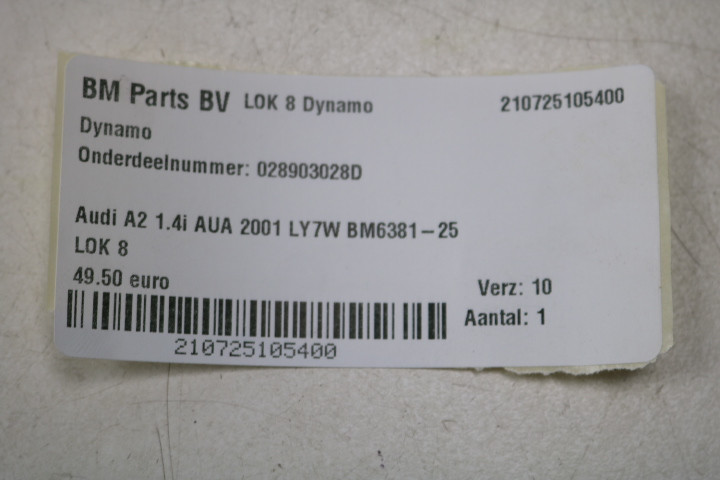 BM Parts BV LOK 8 Dynamo 210725105400
Dynamo
Onderdeelnummer: 028903028D
Audi A2 1.4i AUA 2001 LY7W BM6381-25
LOK 8
49.50 euro Verz: 10
Aantal: 1
210725105400